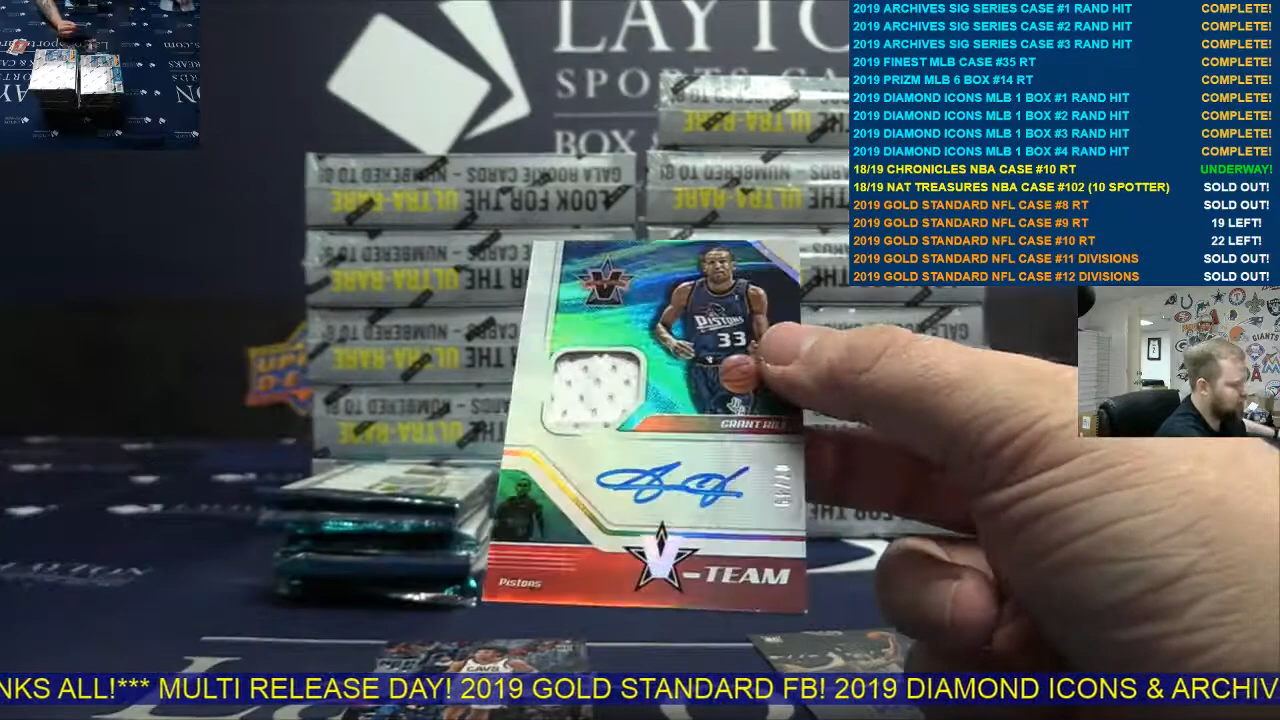 2019 ARCHIVES SIG SERIES CASE #1 RAND HIT COMPLETE!
2019 ARCHIVES SIG SERIES CASE #2 RAND HIT COMPLETE!
2019 ARCHIVES SIG SERIES CASE #3 RAND HIT COMPLETE!
2019 FINEST MLB CASE #35 RT COMPLETE!
2019 PRIZM MLB 6 BOX #14 RT COMPLETE!
2019 DIAMOND ICONS MLB 1 BOX #1 RAND HIT COMPLETE!
2019 DIAMOND ICONS MLB 1 BOX #2 RAND HIT COMPLETE!
2019 DIAMOND ICONS MLB 1 BOX #3 RAND HIT COMPLETE!
2019 DIAMOND ICONS MLB 1 BOX #4 RAND HIT COMPLETE!
18/19 CHRONICLES NBA CASE #10 RT UNDERWAY!
18/19 NAT TREASURES NBA CASE #102 (10 SPOTTER) SOLD OUT!
2019 GOLD STANDARD NFL CASE #8 RT SOLD OUT!
2019 GOLD STANDARD NFL CASE #9 RT 19 LEFT!
2019 GOLD STANDARD NFL CASE #10 RT 22 LEFT!
2019 GOLD STANDARD NFL CASE #11 DIVISIONS SOLD OUT!
2019 GOLD STANDARD NFL CASE #12 DIVISIONS SOLD OUT!
LAYTO
SPORTS CA
BOX &
GALA ROOKIE CARDS - NUMBERED TO 8
LOOK FOR THE ULTRA-RARE
NUMBERED TO
THE ULTRA-RARE
PISTONS
33
GRANT HILL
V-TEAM
Pistons
GIANTS
CAVS
NKS ALL!*** MULTI RELEASE DAY! 2019 GOLD STANDARD FB! 2019 DIAMOND ICONS & ARCHIV